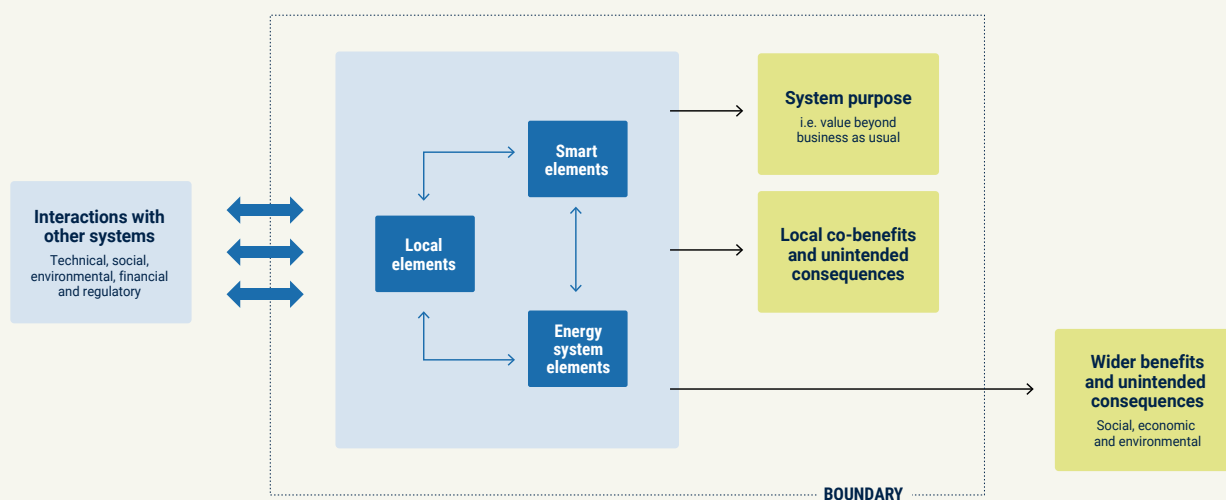 Interactions with
other systems
Technical, social,
environmental, financial
and regulatory
Local
elements
Smart
elements
Energy
system
elements
System purpose
i.e. value beyond
business as usual
Local co-benefits
and unintended
consequences
Wider benefits
and unintended
consequences
Social, economic
and environmental
BOUNDARY